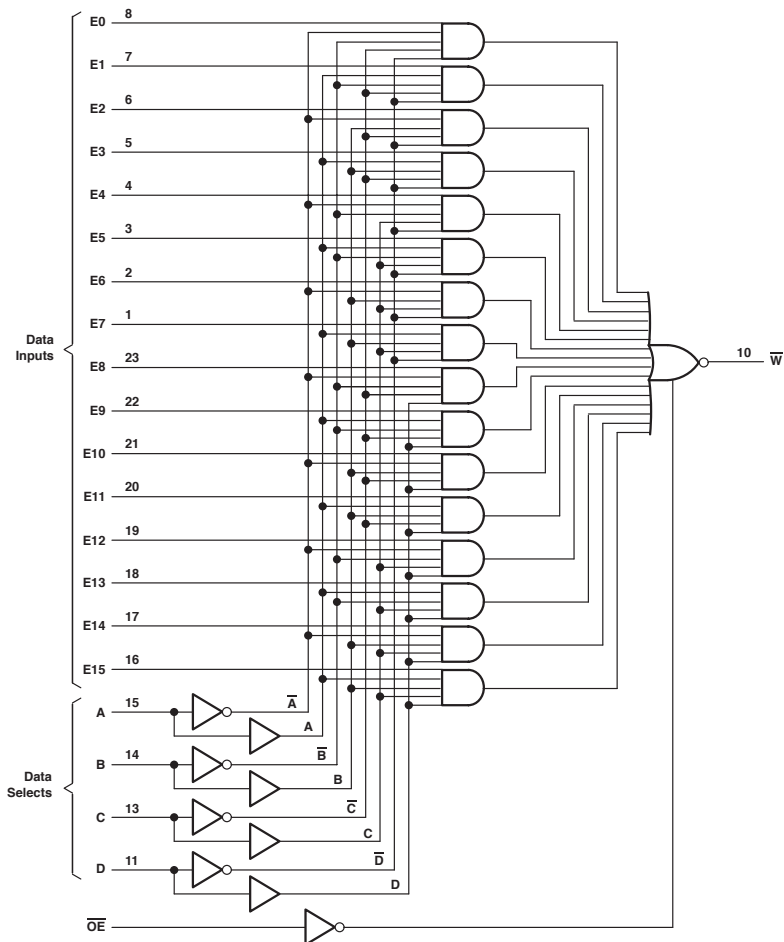 E0 8
E1 7
E2 6
E3 5
E4 4
E5 3
E6 2
E7 1
Data
Inputs
E8 23
E9 22
E10 21
E11 20
E12 19
E13 18
E14 17
E15 16
10 W̅
A 15 A̅
A
B 14 B̅
B
Data
Selects
C 13 C̅
C
D 11 D̅
D
O̅E̅